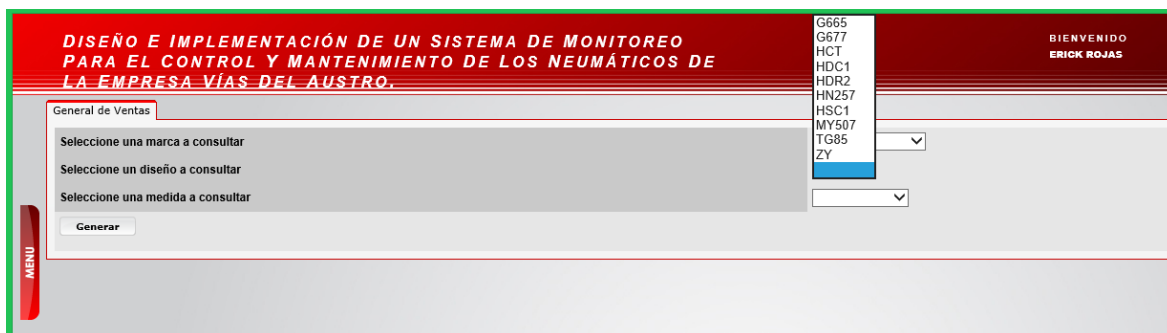 DISEÑO E IMPLEMENTACIÓN DE UN SISTEMA DE MONITOREO
PARA EL CONTROL Y MANTENIMIENTO DE LOS NEUMÁTICOS DE
LA EMPRESA VÍAS DEL AUSTRO.
BIENVENIDO
ERICK ROJAS
General de Ventas
Seleccione una marca a consultar
Seleccione un diseño a consultar
Seleccione una medida a consultar
G665
G677
HCT
HDC1
HDR2
HN257
HSC1
MY507
TG85
ZY
Generar
MENU